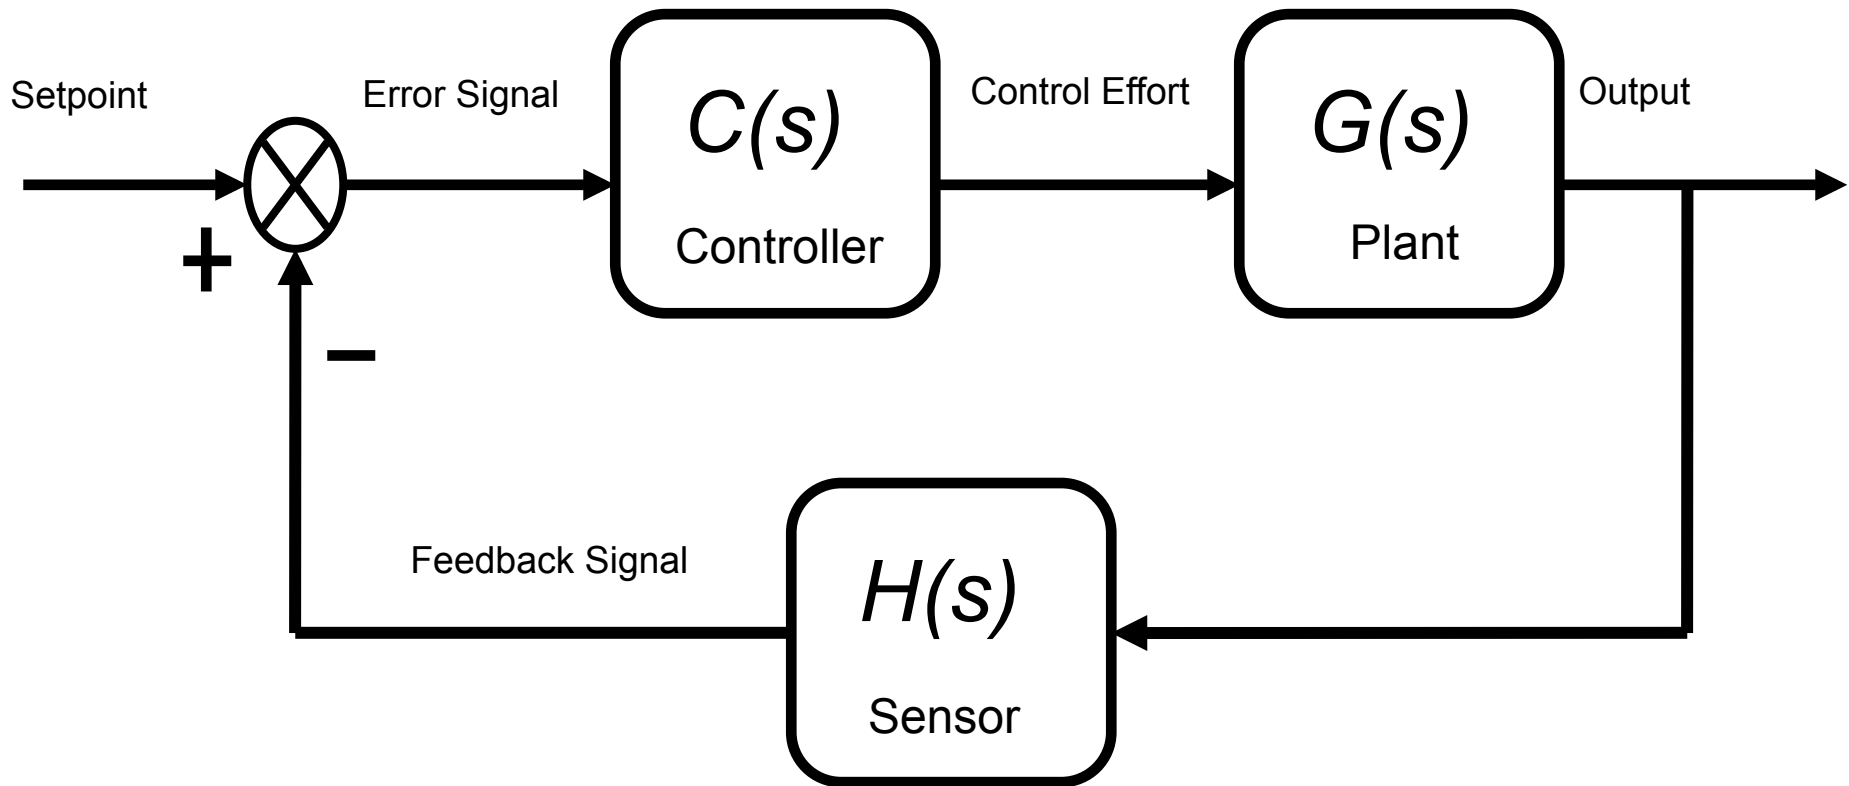 Setpoint
Error Signal
C(s)
Controller
Control Effort
G(s)
Plant
Output
+
−
Feedback Signal
H(s)
Sensor